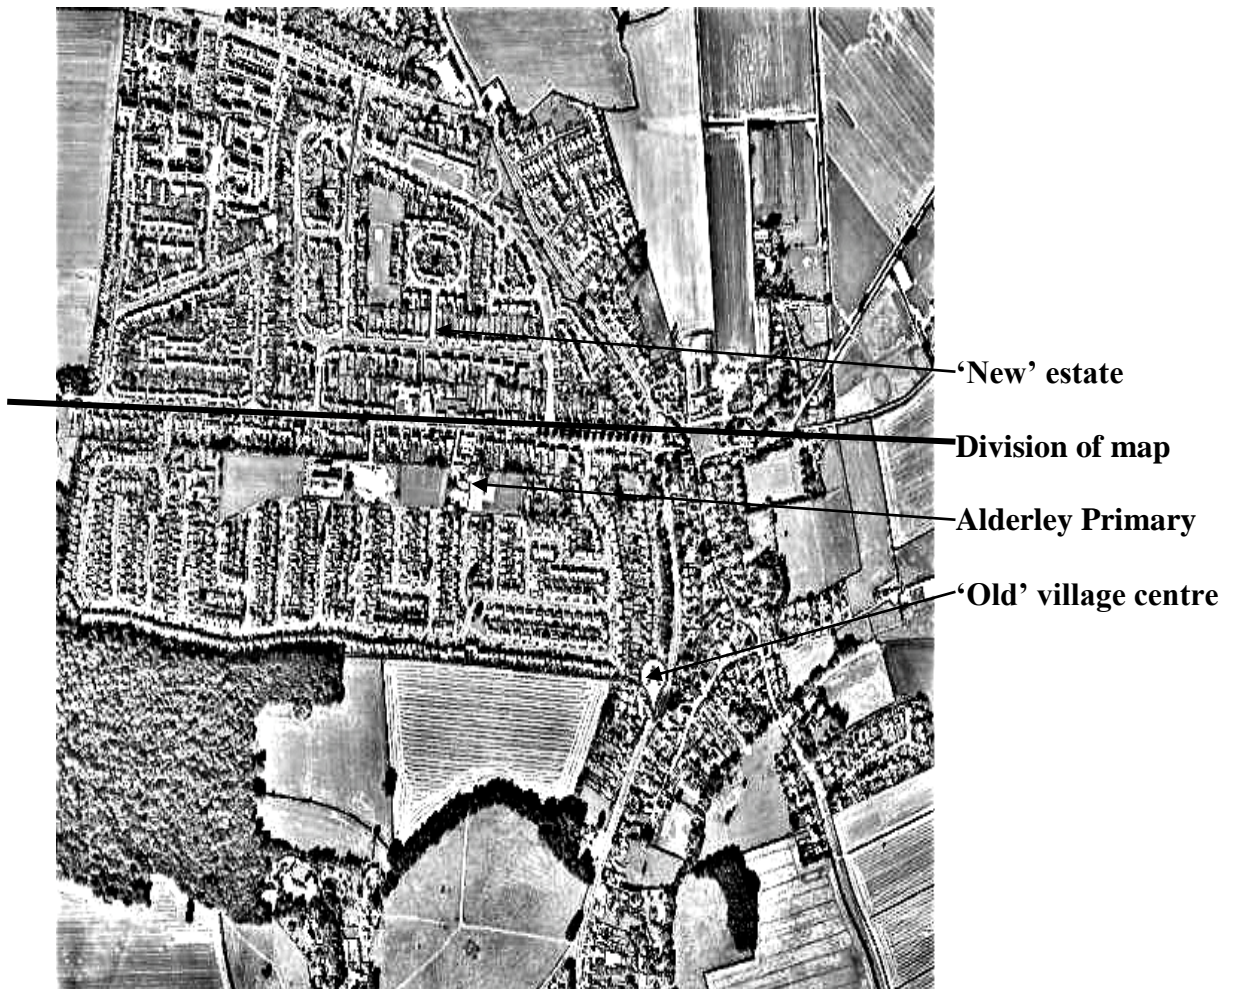 ‘New’ estate
Division of map
Alderley Primary
‘Old’ village centre